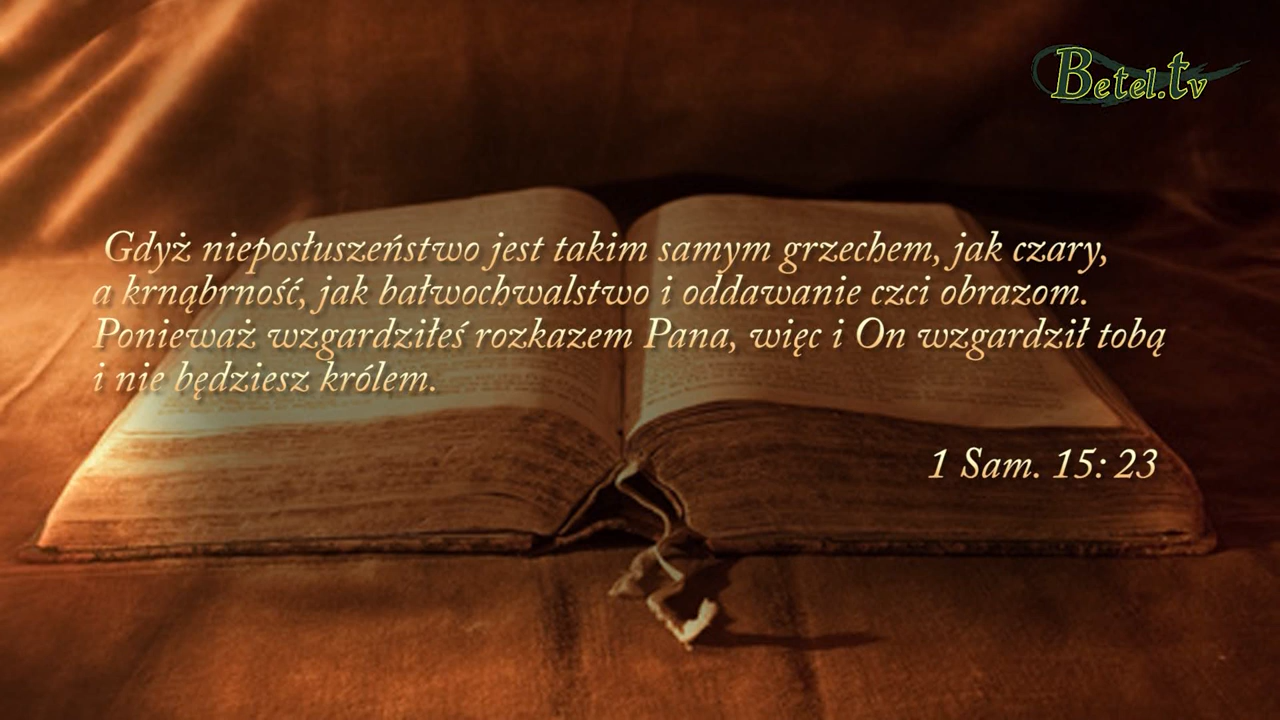 Betel.tv
Gdyż nieposłuszeństwo jest takim samym grzechem, jak czary,
a krnąbrność, jak bałwochwalstwo i oddawanie czci obrazom.
Ponieważ wzgardziłeś rozkazem Pana, więc i On wzgardził tobą
i nie będziesz królem.
1 Sam. 15: 23